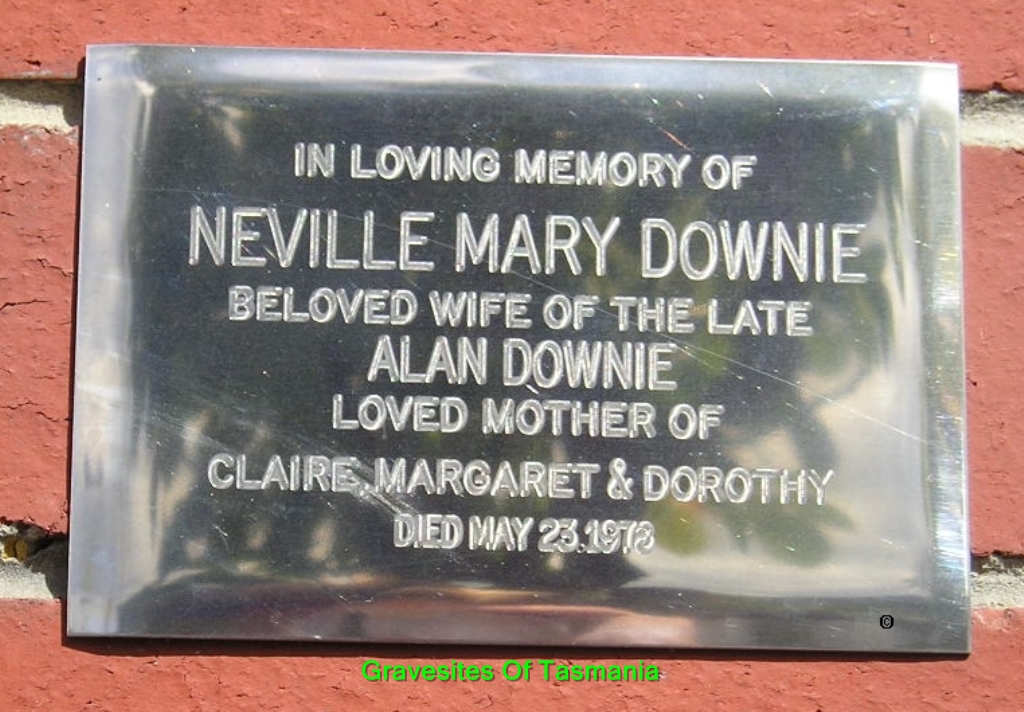 IN LOVING MEMORY OF
NEVILLE MARY DOWNIE
BELOVED WIFE OF THE LATE
ALAN DOWNIE
LOVED MOTHER OF
CLAIRE, MARGARET & DOROTHY
DIED MAY 23.1978
©
Gravesites Of Tasmania